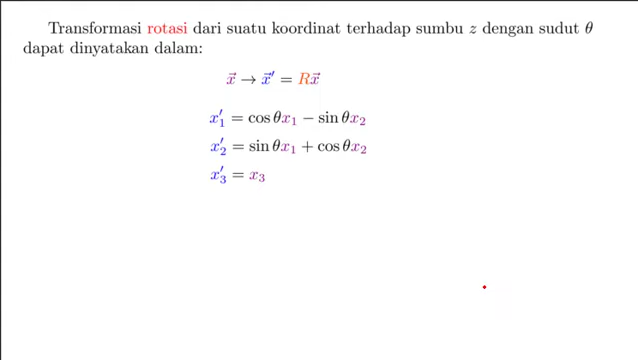 Transformasi rotasi dari suatu koordinat terhadap sumbu z dengan sudut θ
dapat dinyatakan dalam:
x⃗ → x⃗′ = Rx⃗
x′₁ = cos θx₁ − sin θx₂
x′₂ = sin θx₁ + cos θx₂
x′₃ = x₃